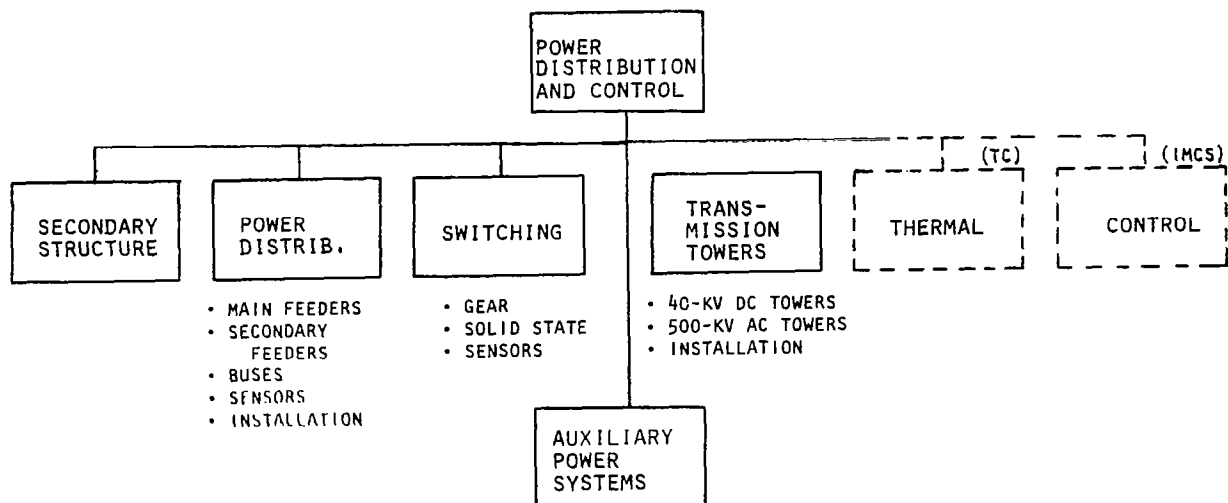 POWER
DISTRIBUTION
AND CONTROL
(TC)
(IMCS)
SECONDARY
STRUCTURE
POWER
DISTRIB.
SWITCHING
TRANS-
MISSION
TOWERS
THERMAL
CONTROL
• MAIN FEEDERS
• SECONDARY
FEEDERS
• BUSES
• SENSORS
• INSTALLATION
• GEAR
• SOLID STATE
• SENSORS
• 40-KV DC TOWERS
• 500-KV AC TOWERS
• INSTALLATION
AUXILIARY
POWER
SYSTEMS